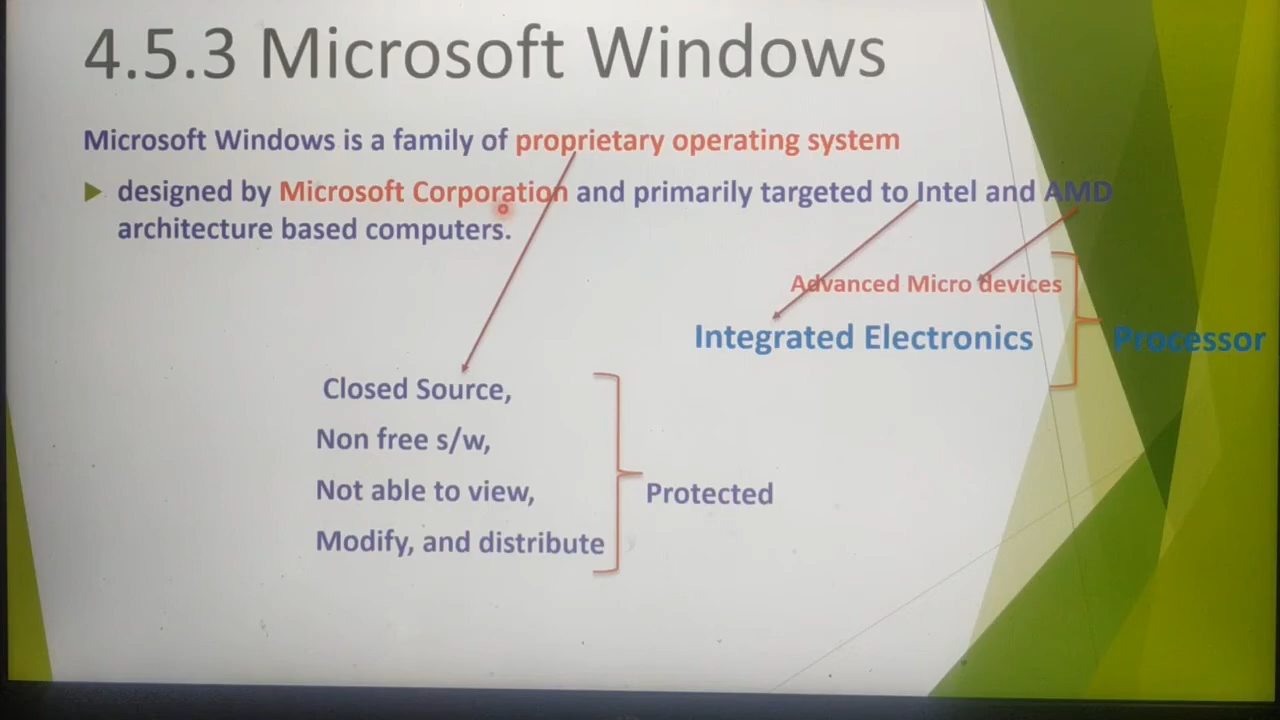 4.5.3 Microsoft Windows
Microsoft Windows is a family of proprietary operating system
designed by Microsoft Corporation and primarily targeted to Intel and AMD
architecture based computers.
Advanced Micro devices
Integrated Electronics
Processor
Closed Source,
Non free s/w,
Not able to view,
Modify, and distribute
Protected